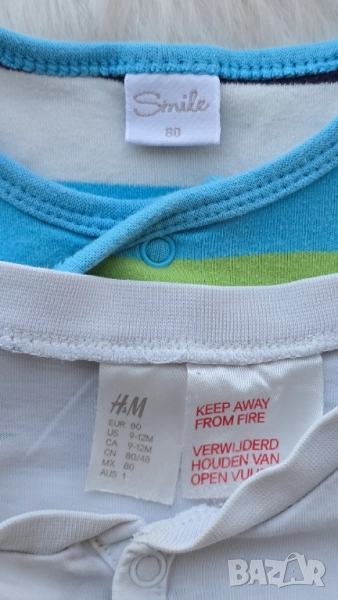 Smile
80
H&M
EUR 80
US 9-12M
CA 9-12M
CN 80/48
MX 80
AUS 1
KEEP AWAY
FROM FIRE
VERWIJDERD
HOUDEN VAN
OPEN VUUR
BAZAR